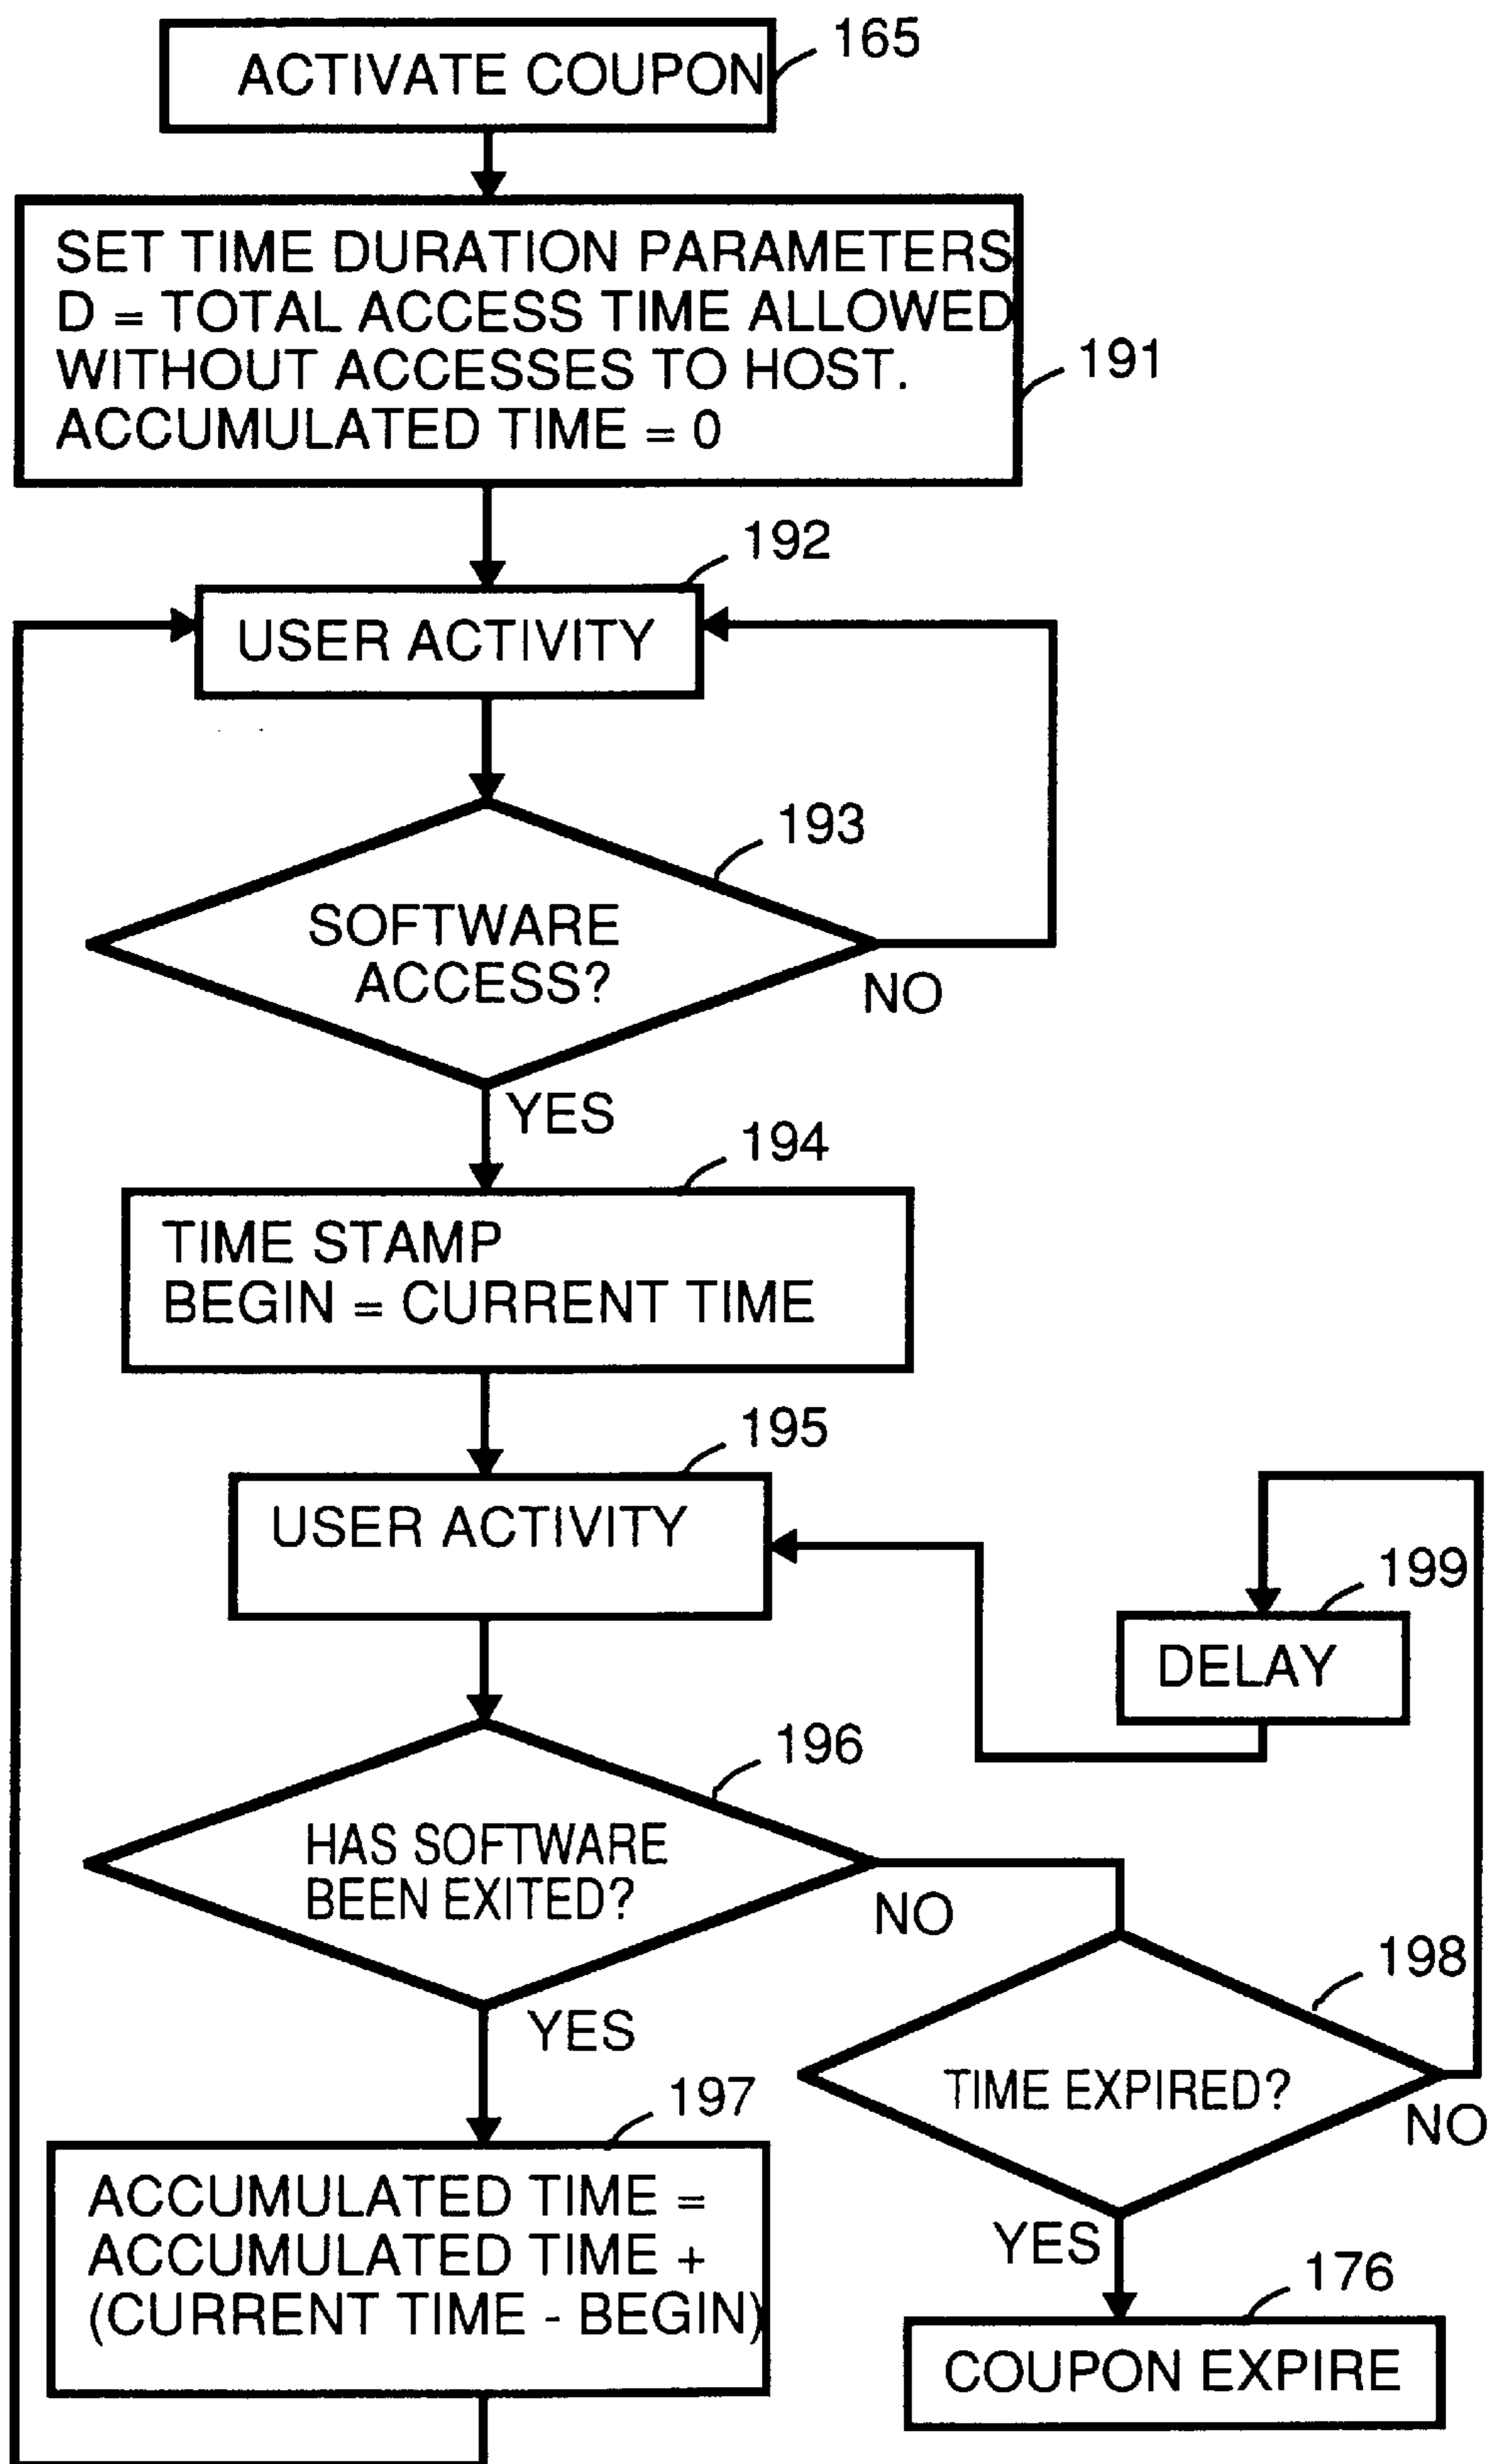 ACTIVATE COUPON
165
SET TIME DURATION PARAMETERS
D = TOTAL ACCESS TIME ALLOWED
WITHOUT ACCESSES TO HOST.
ACCUMULATED TIME = 0
191
192
USER ACTIVITY
193
SOFTWARE
ACCESS?
NO
YES
194
TIME STAMP
BEGIN = CURRENT TIME
195
USER ACTIVITY
199
DELAY
196
HAS SOFTWARE
BEEN EXITED?
NO
YES
198
TIME EXPIRED?
NO
YES
197
ACCUMULATED TIME =
ACCUMULATED TIME +
(CURRENT TIME - BEGIN)
176
COUPON EXPIRE